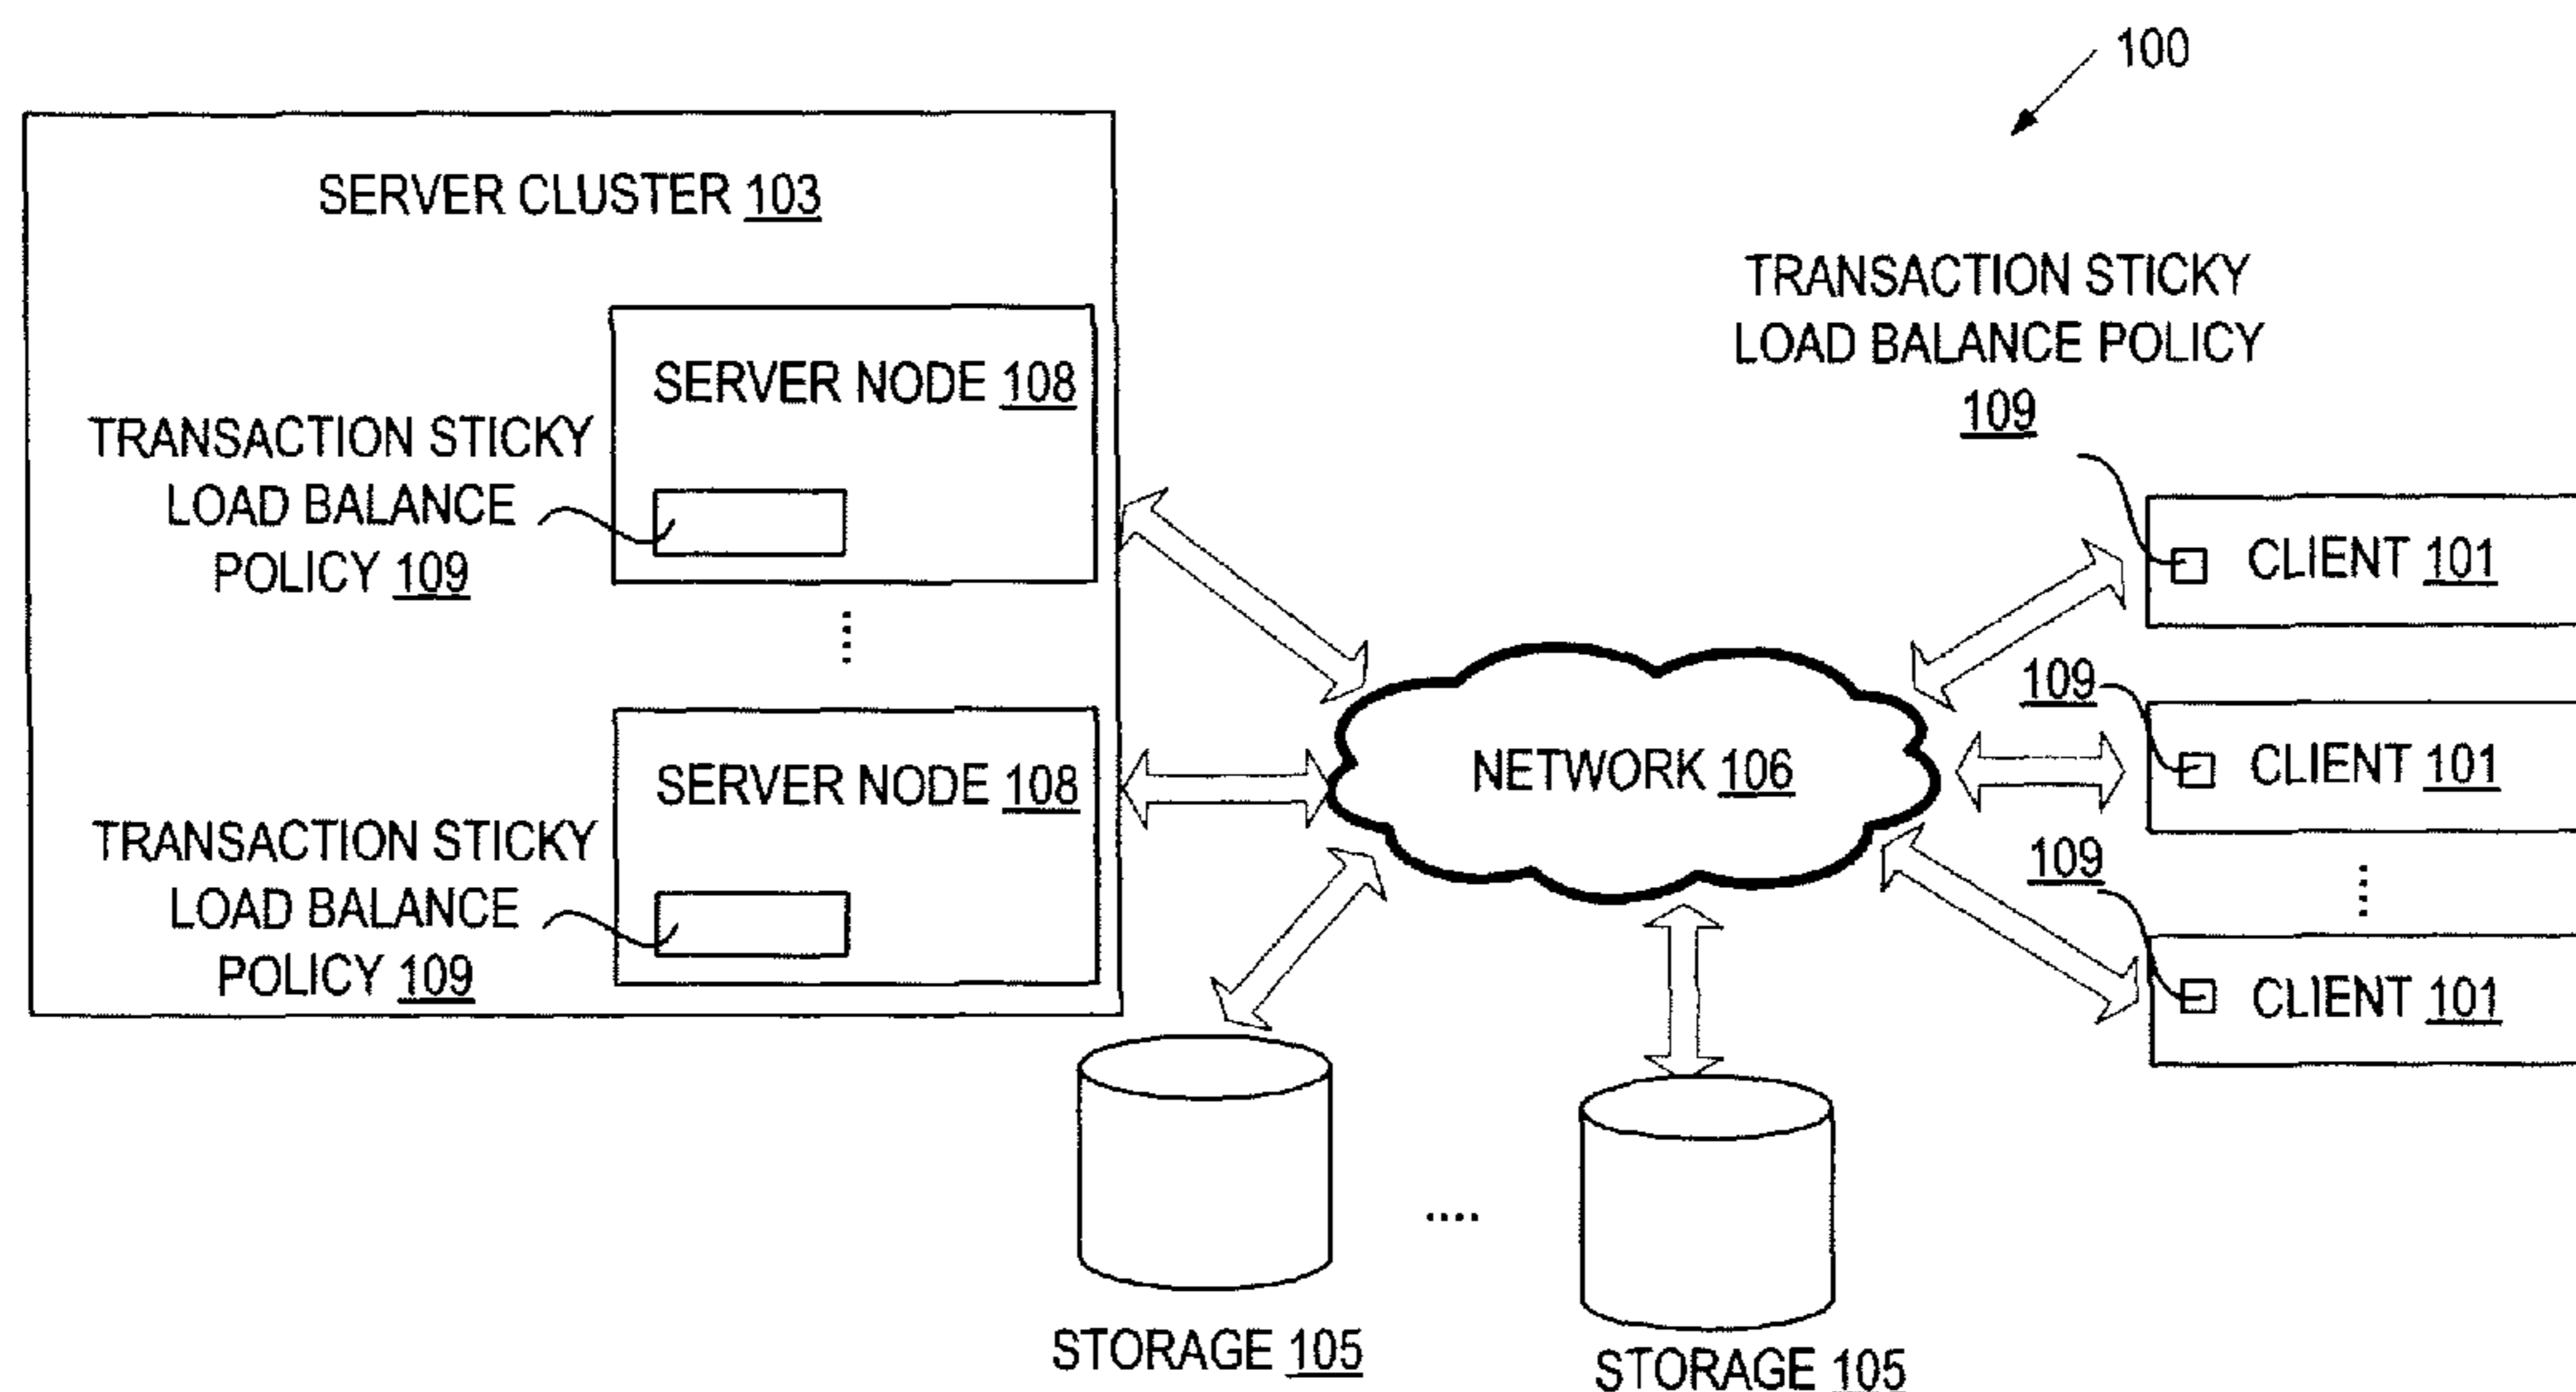 100
SERVER CLUSTER 103
SERVER NODE 108
TRANSACTION STICKY
LOAD BALANCE
POLICY 109
SERVER NODE 108
TRANSACTION STICKY
LOAD BALANCE
POLICY 109
TRANSACTION STICKY
LOAD BALANCE POLICY
109
CLIENT 101
109
CLIENT 101
109
CLIENT 101
NETWORK 106
STORAGE 105
STORAGE 105